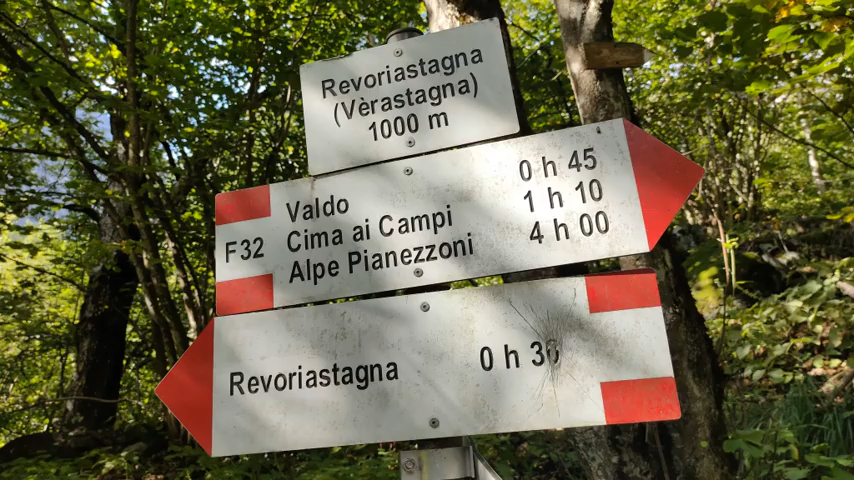 Revoriastagna
(Vèrastagna)
1000 m
Valdo 0 h 45
F32 Cima ai Campi 1 h 10
Alpe Pianezzoni 4 h 00
Revoriastagna 0 h 30